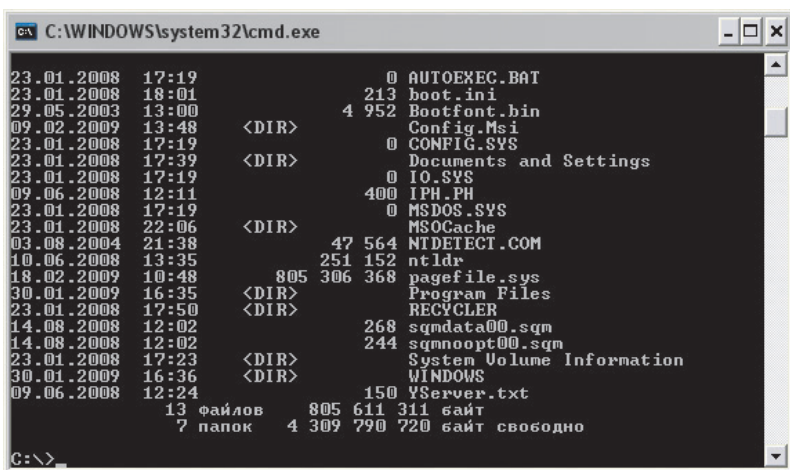 C:\WINDOWS\system32\cmd.exe
23.01.2008 17:19 0 AUTOEXEC.BAT
23.01.2008 18:01 213 boot.ini
29.05.2003 13:00 4 952 Bootfont.bin
09.02.2009 13:48 <DIR> Config.Msi
23.01.2008 17:19 0 CONFIG.SYS
23.01.2008 17:39 <DIR> Documents and Settings
23.01.2008 17:19 0 IO.SYS
09.06.2008 12:11 400 IPH.PH
23.01.2008 17:19 0 MSDOS.SYS
23.01.2008 22:06 <DIR> MSOCache
03.08.2004 21:38 47 564 NTDETECT.COM
10.06.2008 13:35 251 152 ntldr
18.02.2009 10:48 805 306 368 pagefile.sys
30.01.2009 16:35 <DIR> Program Files
23.01.2008 17:50 <DIR> RECYCLER
14.08.2008 12:02 268 sqmdata00.sqm
14.08.2008 12:02 244 sqmnoopt00.sqm
23.01.2008 17:23 <DIR> System Volume Information
30.01.2009 16:36 <DIR> WINDOWS
09.06.2008 12:24 150 YServer.txt
13 файлов 805 611 311 байт
7 папок 4 309 790 720 байт свободно
C:\>_